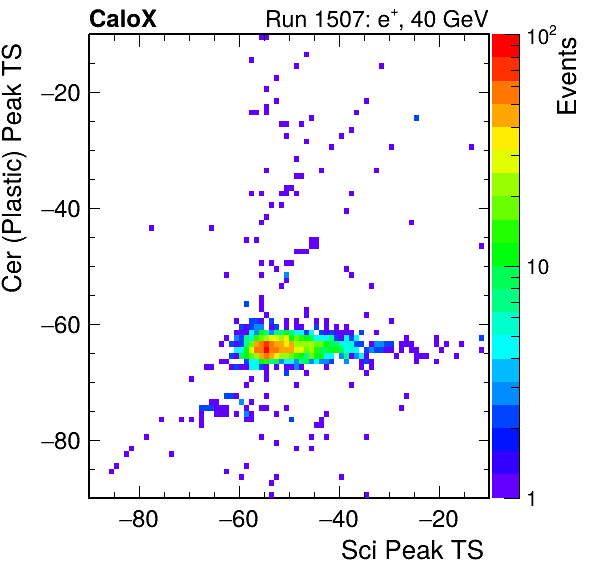 CaloX Run 1507: e⁺, 40 GeV
Cer (Plastic) Peak TS
−20
−40
−60
−80
−80 −60 −40 −20
Sci Peak TS
10²
10
1
Events